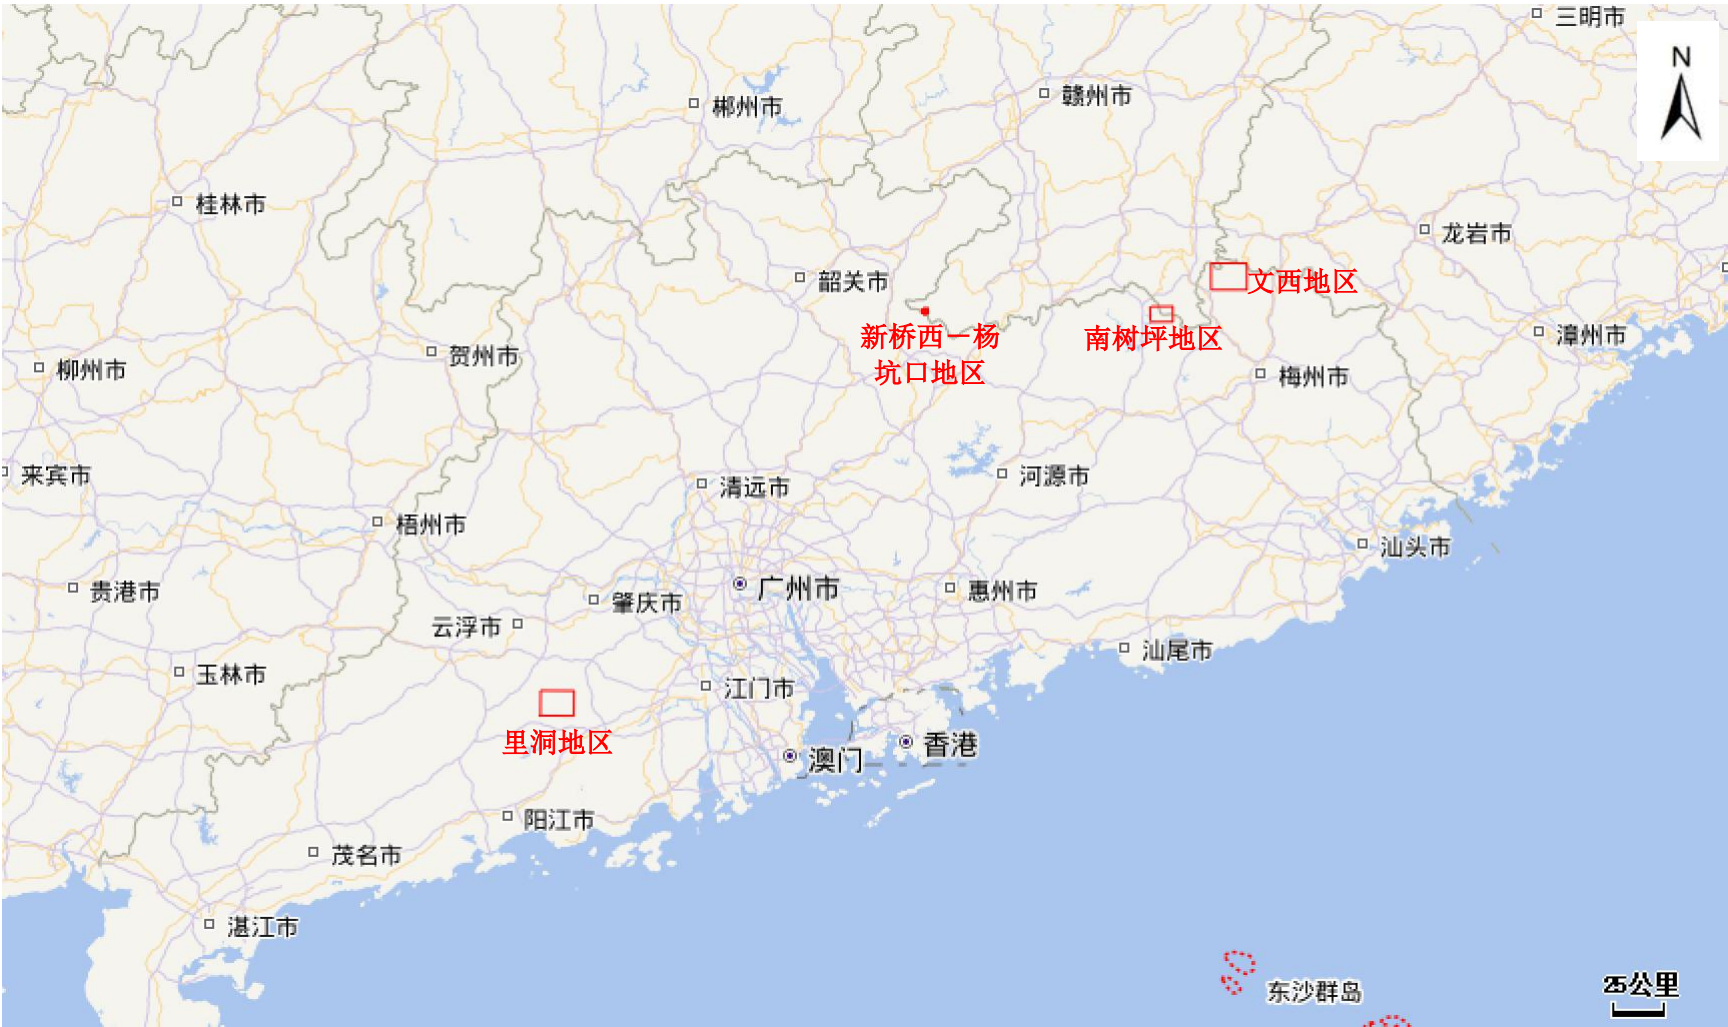 三明市
N
郴州市
赣州市
桂林市
龙岩市
韶关市
文西地区
新桥西一杨
坑口地区
南树坪地区
漳州市
柳州市
贺州市
梅州市
来宾市
清远市
河源市
梧州市
汕头市
贵港市
广州市
惠州市
肇庆市
云浮市
汕尾市
玉林市
江门市
里洞地区
澳门
香港
阳江市
茂名市
湛江市
东沙群岛
25公里